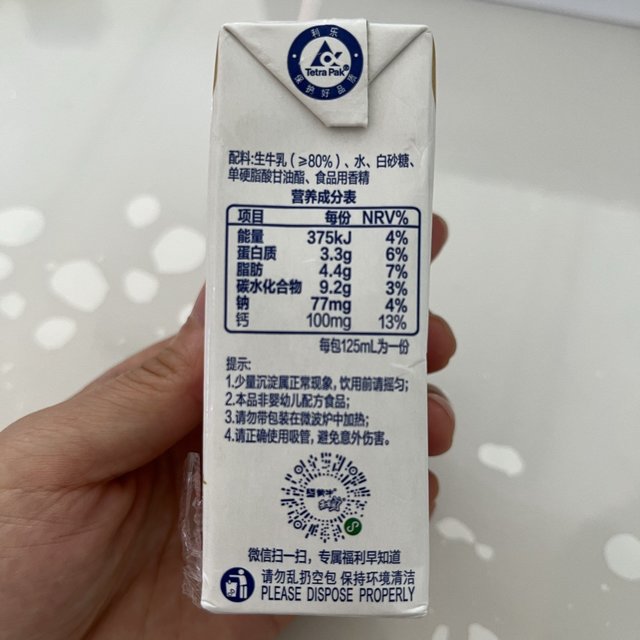 利乐
Tetra Pak®
保护好品质
配料:生牛乳(≥80%)、水、白砂糖、
单硬脂酸甘油酯、食品用香精
营养成分表
项目 每份 NRV%
能量 375kJ 4%
蛋白质 3.3g 6%
脂肪 4.4g 7%
碳水化合物 9.2g 3%
钠 77mg 4%
钙 100mg 13%
每包125mL为一份
提示:
1.少量沉淀属正常现象，饮用前请摇匀;
2.本品非婴幼儿配方食品;
3.请勿带包装在微波炉中加热;
4.请正确使用吸管，避免意外伤害。
蒙牛
微信扫一扫，专属福利早知道
请勿乱扔空包 保持环境清洁
PLEASE DISPOSE PROPERLY